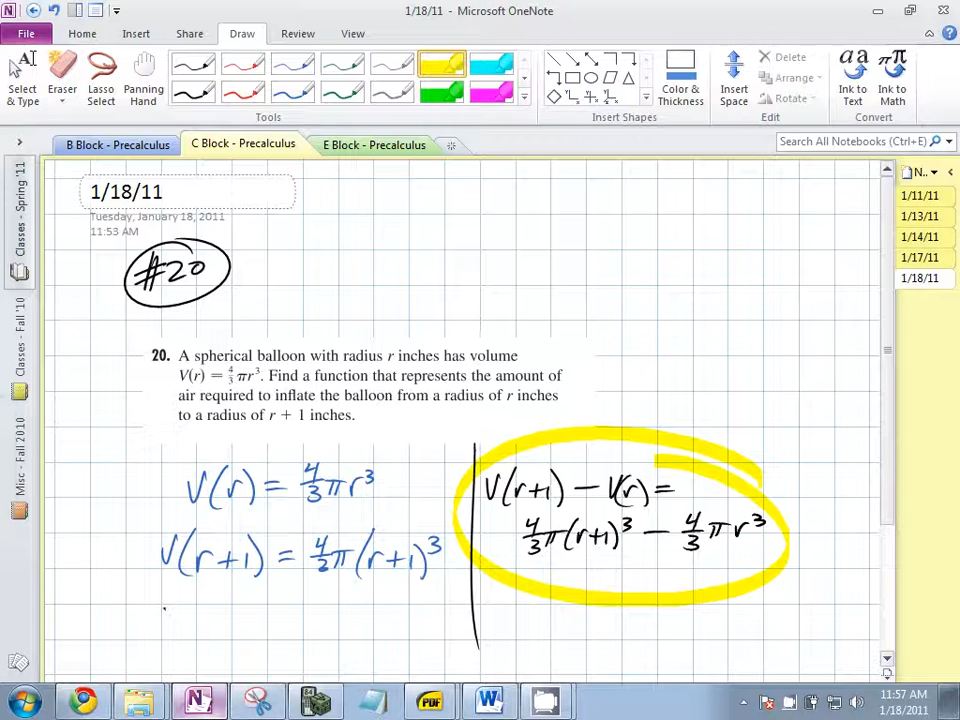 1/18/11 - Microsoft OneNote
File Home Insert Share Draw Review View
Select & Type
Eraser
Lasso Select
Panning Hand
Tools
Insert Shapes
Color & Thickness
Insert Space
Delete
Arrange
Rotate
Edit
Ink to Text
Ink to Math
Convert
B Block - Precalculus
C Block - Precalculus
E Block - Precalculus
Search All Notebooks (Ctrl+E)
Classes - Spring '11
Classes - Fall '10
Misc - Fall 2010
1/18/11
Tuesday, January 18, 2011
11:53 AM
#20
20. A spherical balloon with radius r inches has volume
V(r) = 4/3 πr³. Find a function that represents the amount of
air required to inflate the balloon from a radius of r inches
to a radius of r + 1 inches.
V(r) = 4/3 πr³
V(r+1) = 4/3 π(r+1)³
V(r+1) − V(r) =
4/3 π(r+1)³ − 4/3 πr³
N..
1/11/11
1/13/11
1/14/11
1/17/11
1/18/11
PDF
11:57 AM
1/18/2011